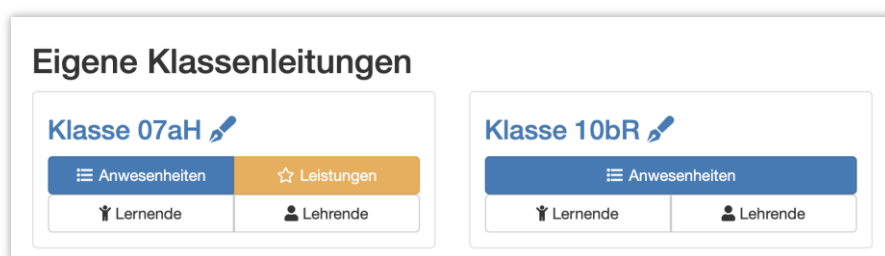 Eigene Klassenleitungen
Klasse 07aH
Anwesenheiten Leistungen
Lernende Lehrende
Klasse 10bR
Anwesenheiten
Lernende Lehrende